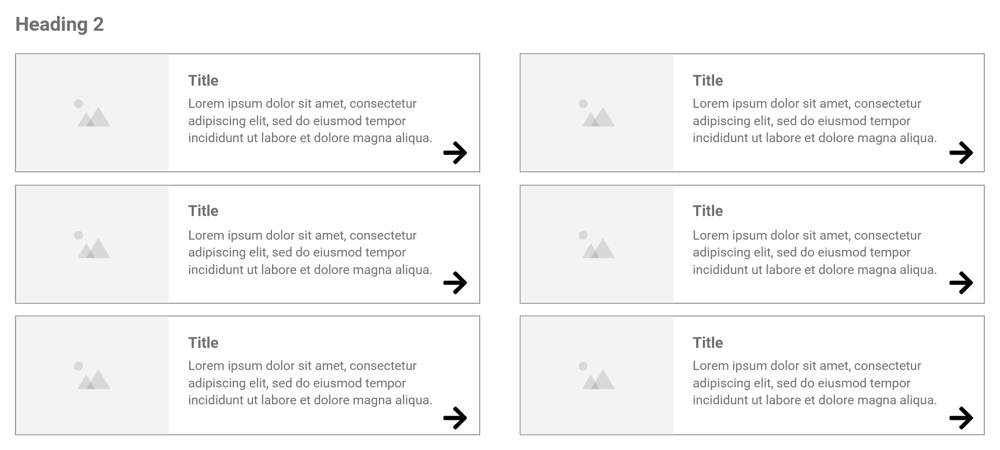 Heading 2
Title
Lorem ipsum dolor sit amet, consectetur
adipiscing elit, sed do eiusmod tempor
incididunt ut labore et dolore magna aliqua.
Title
Lorem ipsum dolor sit amet, consectetur
adipiscing elit, sed do eiusmod tempor
incididunt ut labore et dolore magna aliqua.
Title
Lorem ipsum dolor sit amet, consectetur
adipiscing elit, sed do eiusmod tempor
incididunt ut labore et dolore magna aliqua.
Title
Lorem ipsum dolor sit amet, consectetur
adipiscing elit, sed do eiusmod tempor
incididunt ut labore et dolore magna aliqua.
Title
Lorem ipsum dolor sit amet, consectetur
adipiscing elit, sed do eiusmod tempor
incididunt ut labore et dolore magna aliqua.
Title
Lorem ipsum dolor sit amet, consectetur
adipiscing elit, sed do eiusmod tempor
incididunt ut labore et dolore magna aliqua.